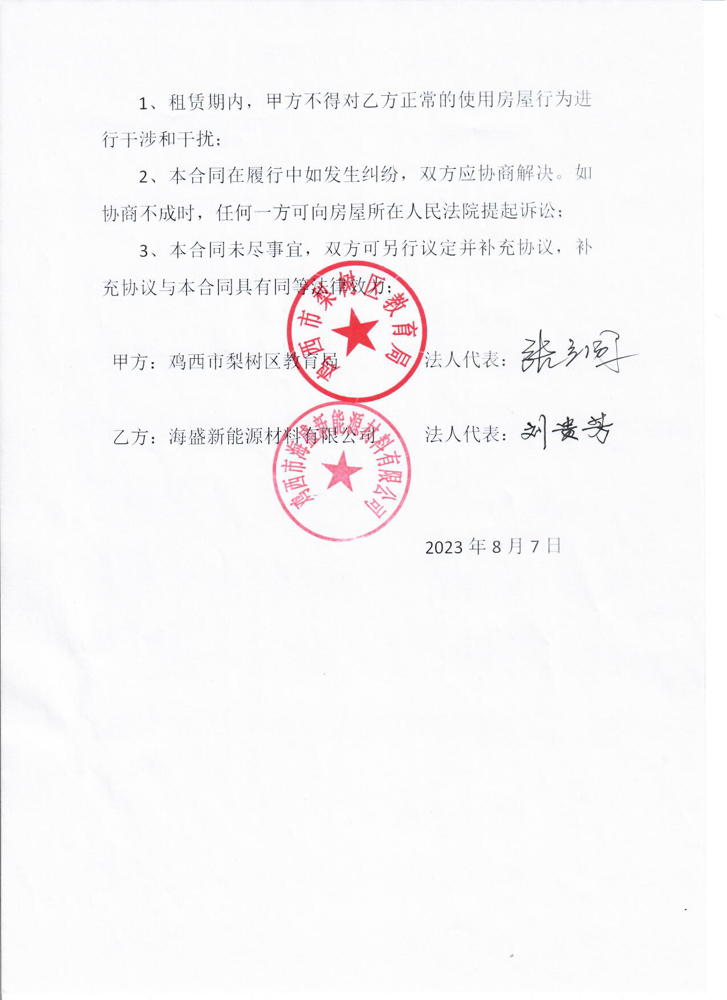 1、租赁期内，甲方不得对乙方正常的使用房屋行为进
行干涉和干扰；
2、本合同在履行中如发生纠纷，双方应协商解决。如
协商不成时，任何一方可向房屋所在人民法院提起诉讼；
3、本合同未尽事宜，双方可另行议定并补充协议，补
充协议与本合同具有同等法律效力；
鸡西市梨树区教育局
甲方：鸡西市梨树区教育局 法人代表：张
乙方：海盛新能源材料有限公司 法人代表：刘贵芳
鸡西市海盛新能源材料有限公司
2023 年 8 月 7 日